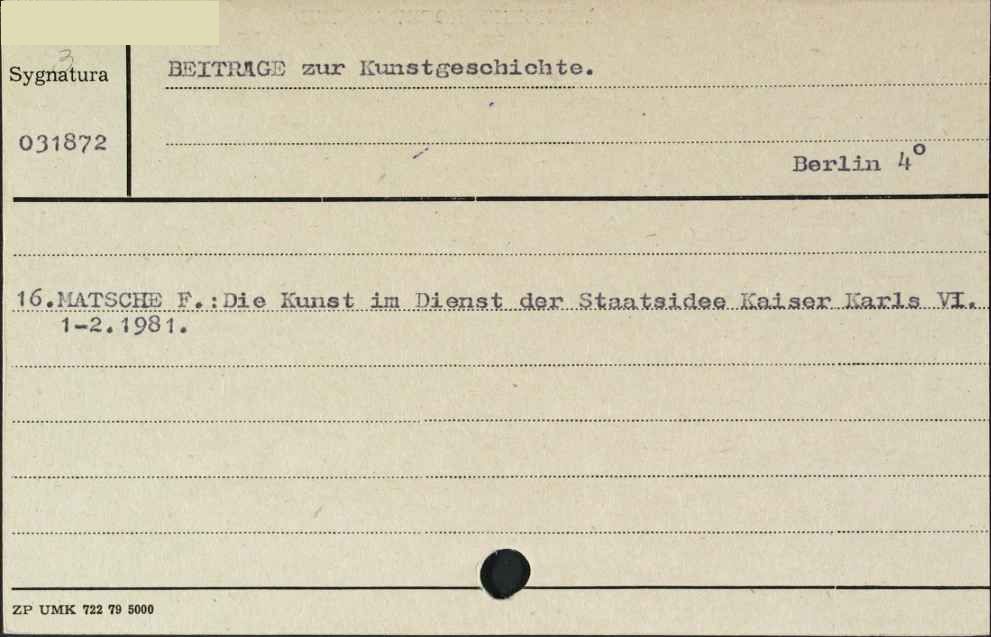 3
Sygnatura
BEITRAGE zur Kunstgeschichte.
031872
Berlin 4°
16.MATSCHE F.:Die Kunst im Dienst der Staatsidee Kaiser Karls VI.
1-2.1981.
ZP UMK 722 79 5000